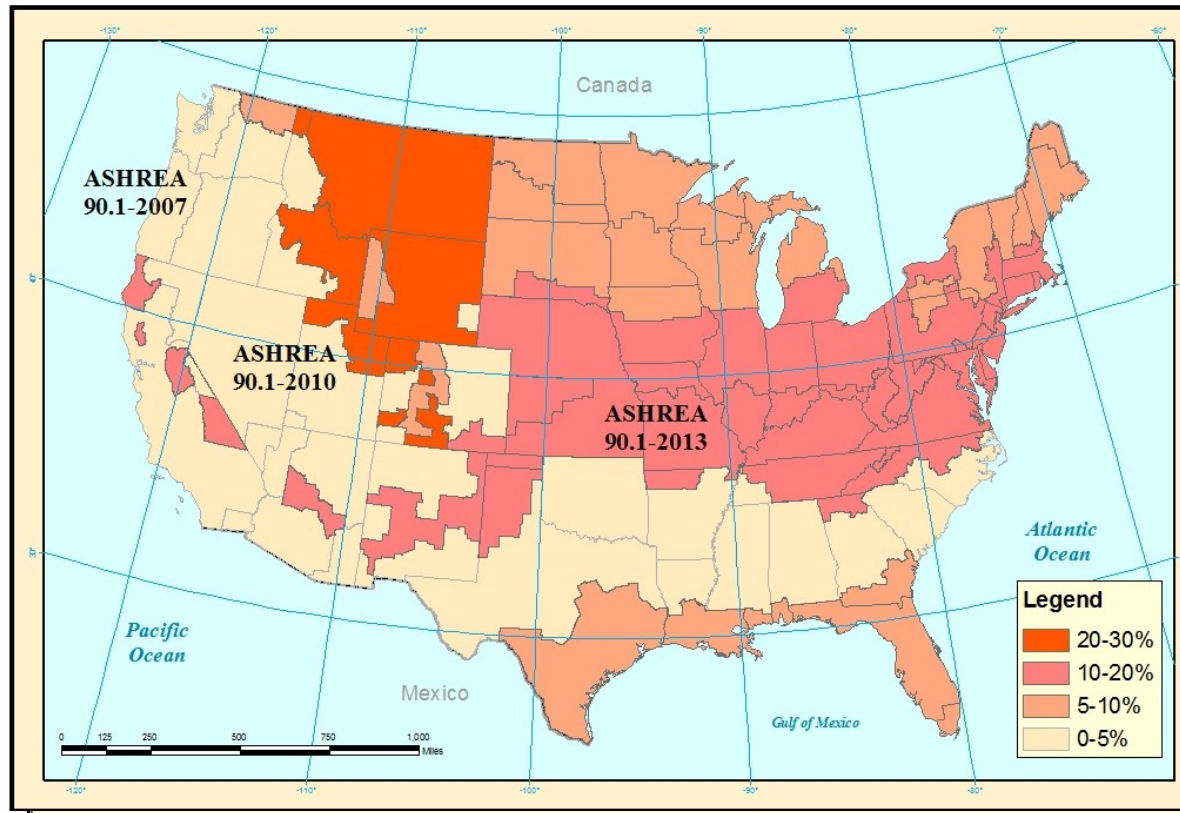 -130°
-120°
-110°
-100°
-90°
-80°
-70°
-60°
Canada
ASHREA
90.1-2007
ASHREA
90.1-2010
ASHREA
90.1-2013
Atlantic
Ocean
Pacific
Ocean
Mexico
Gulf of Mexico
Legend
20-30%
10-20%
5-10%
0-5%
0 125 250 500 750 1,000
Miles
-120°
-110°
-100°
-90°
-80°